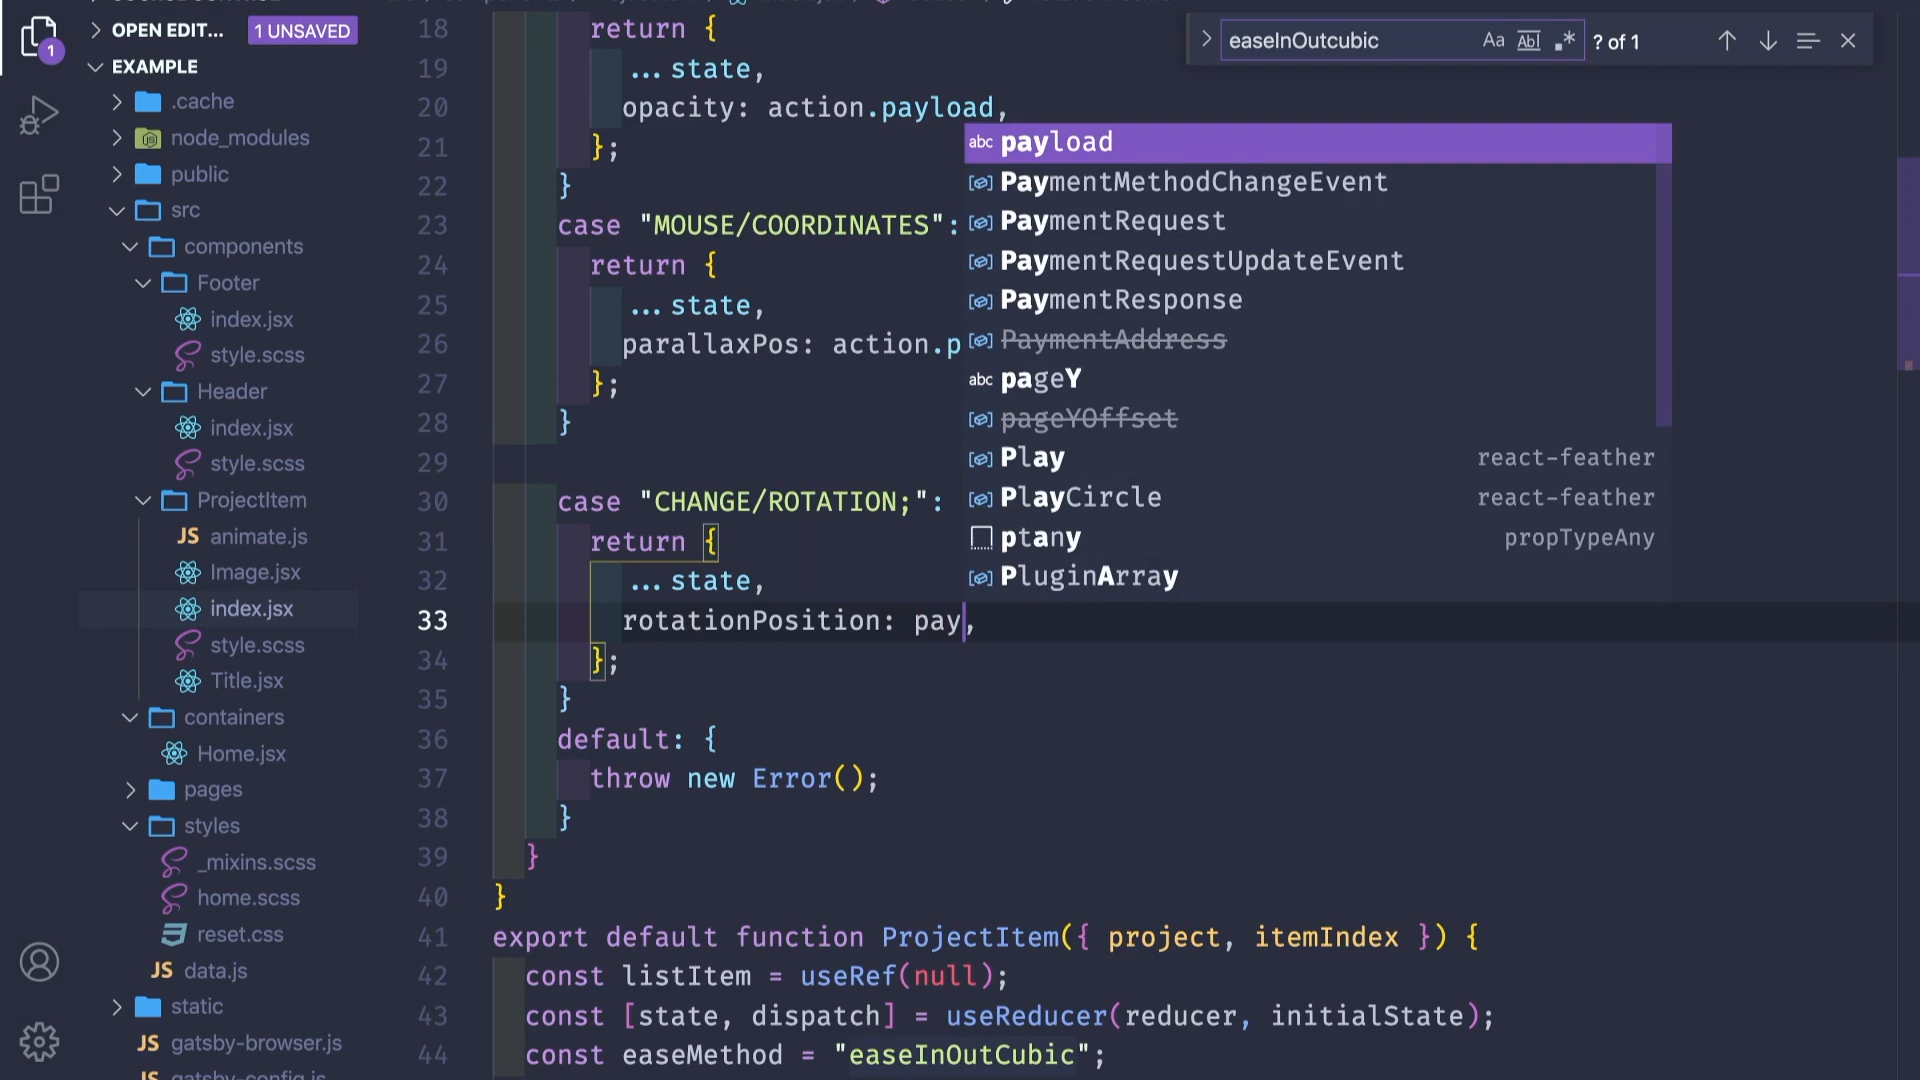 OPEN EDIT... 1 UNSAVED
EXAMPLE
.cache
node_modules
public
src
components
Footer
index.jsx
style.scss
Header
index.jsx
style.scss
ProjectItem
JS animate.js
Image.jsx
index.jsx
style.scss
Title.jsx
containers
Home.jsx
pages
styles
_mixins.scss
home.scss
reset.css
JS data.js
static
JS gatsby-browser.js
JS gatsby-config.js
1
18 return {
19 ...state,
20 opacity: action.payload,
21 };
22 }
23 case "MOUSE/COORDINATES":
24 return {
25 ...state,
26 parallaxPos: action.p
27 };
28 }
29
30 case "CHANGE/ROTATION;":
31 return {
32 ...state,
33 rotationPosition: pay,
34 };
35 }
36 default: {
37 throw new Error();
38 }
39 }
40 }
41 export default function ProjectItem({ project, itemIndex }) {
42 const listItem = useRef(null);
43 const [state, dispatch] = useReducer(reducer, initialState);
44 const easeMethod = "easeInOutCubic";
easeInOutcubic Aa Abl .* ? of 1
abc payload
PaymentMethodChangeEvent
PaymentRequest
PaymentRequestUpdateEvent
PaymentResponse
PaymentAddress
abc pageY
pageYOffset
Play react-feather
PlayCircle react-feather
ptany propTypeAny
PluginArray